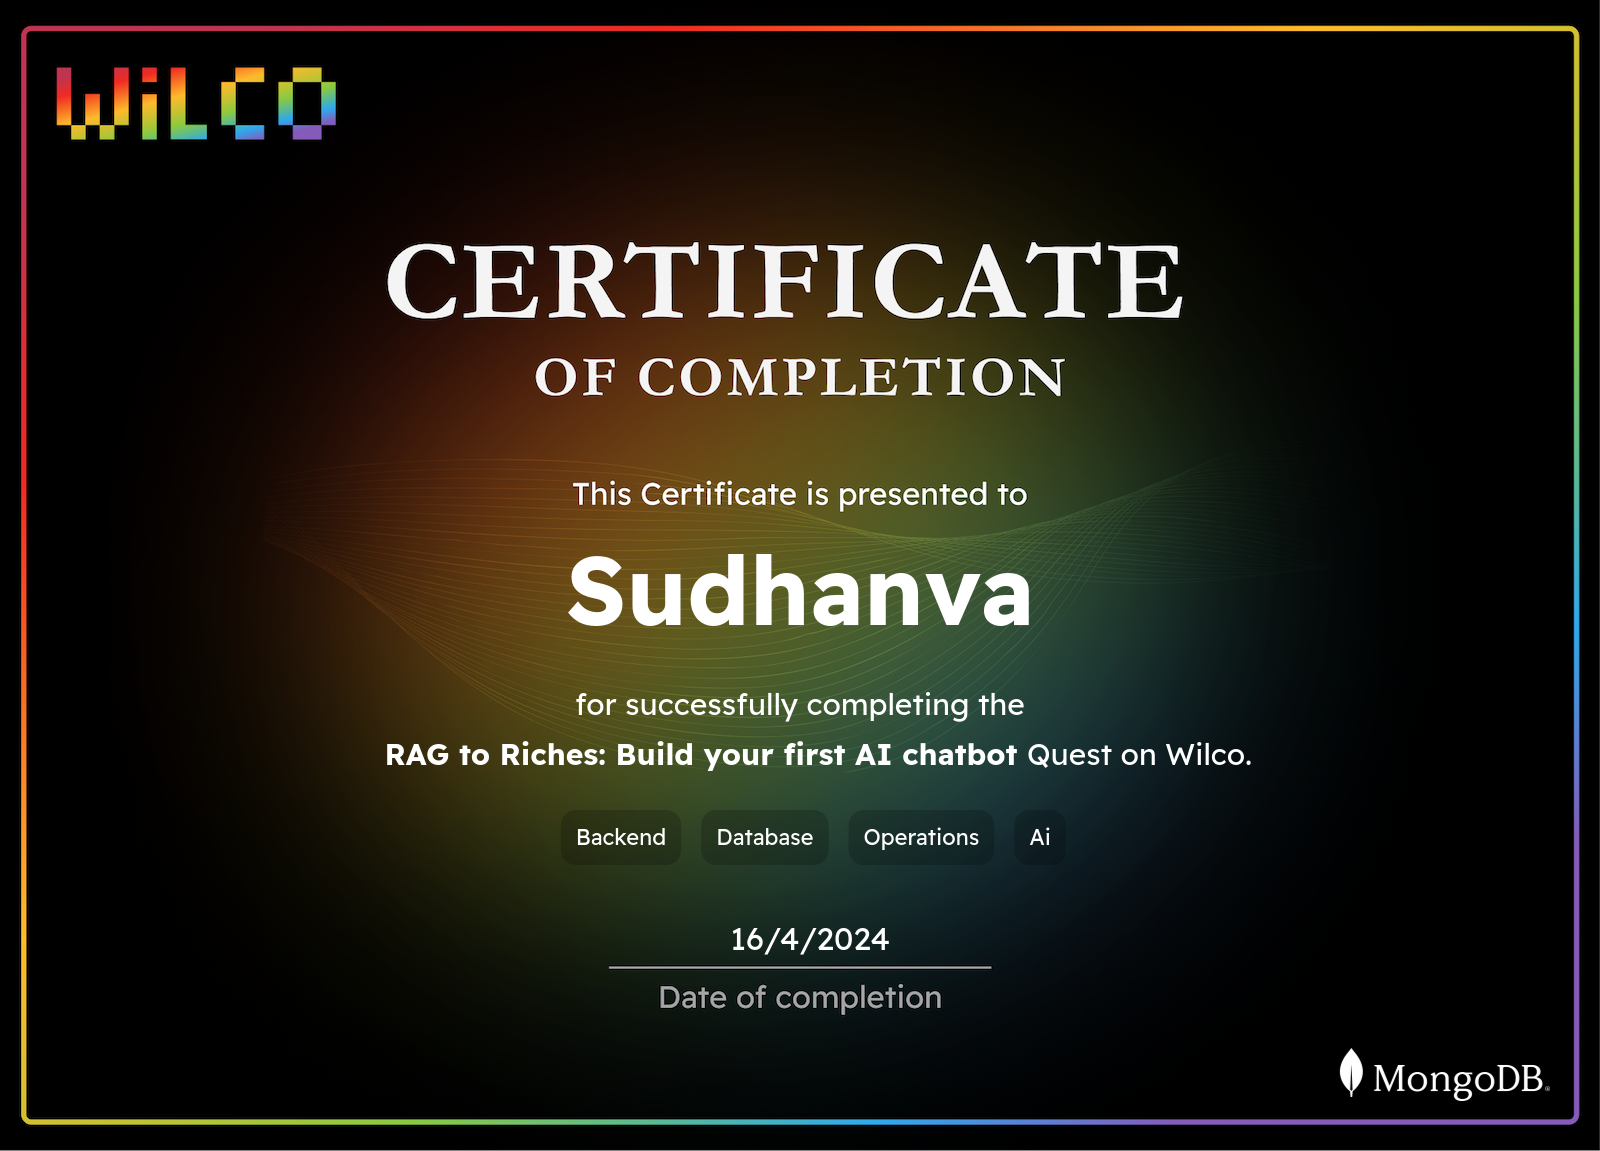 WiLCO
CERTIFICATE
OF COMPLETION
This Certificate is presented to
Sudhanva
for successfully completing the
RAG to Riches: Build your first AI chatbot Quest on Wilco.
Backend Database Operations Ai
16/4/2024
Date of completion
MongoDB®